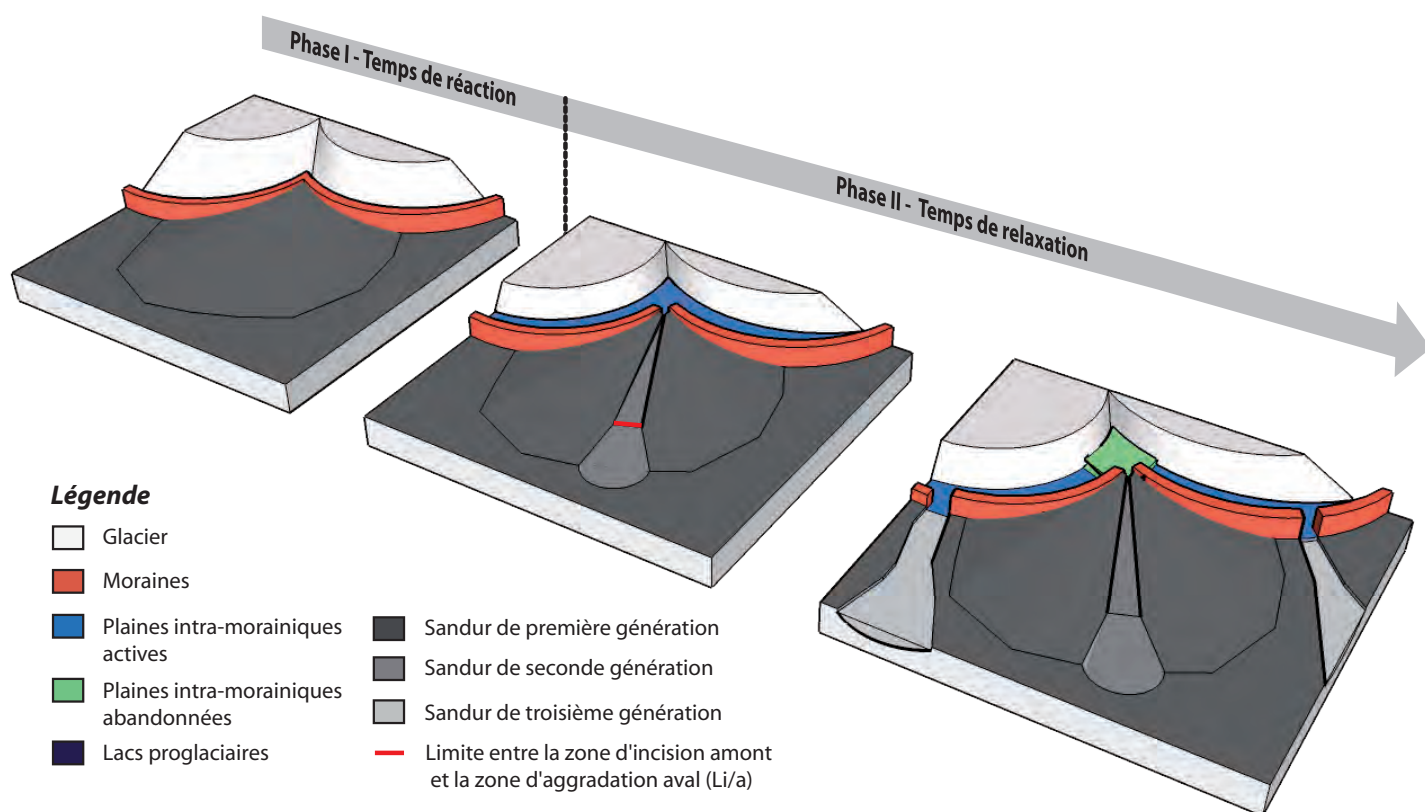 Phase I - Temps de réaction
Phase II - Temps de relaxation
Légende
Glacier
Moraines
Plaines intra-morainiques
actives
Plaines intra-morainiques
abandonnées
Lacs proglaciaires
Sandur de première génération
Sandur de seconde génération
Sandur de troisième génération
Limite entre la zone d'incision amont
et la zone d'aggradation aval (Li/a)